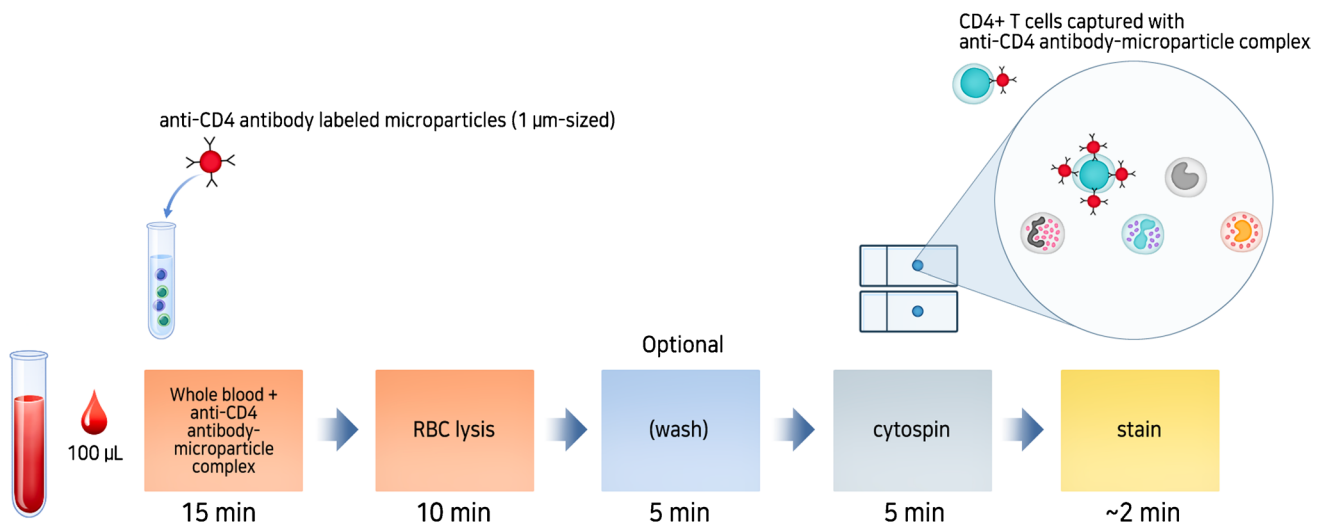 CD4+ T cells captured with
anti-CD4 antibody-microparticle complex
anti-CD4 antibody labeled microparticles (1 µm-sized)
Optional
100 µL
Whole blood +
anti-CD4
antibody-
microparticle
complex
RBC lysis
(wash)
cytospin
stain
15 min
10 min
5 min
5 min
~2 min